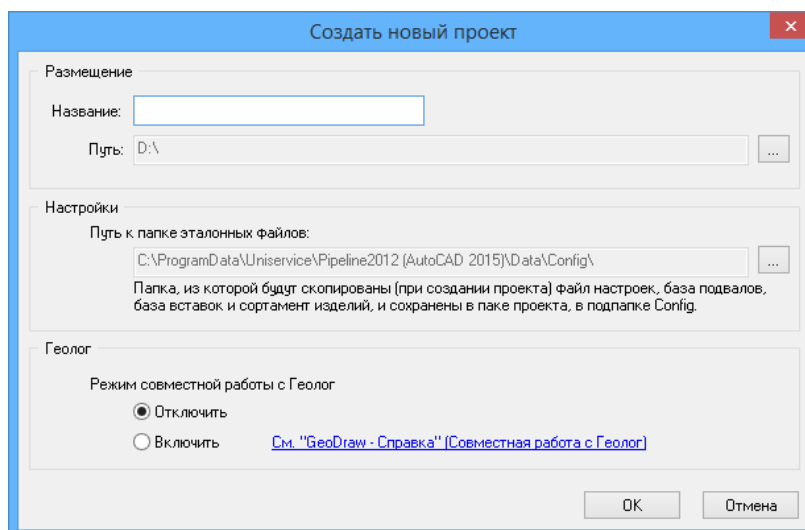 Создать новый проект
Размещение
Название:
Путь: D:\
...
Настройки
Путь к папке эталонных файлов:
C:\ProgramData\Uniservice\Pipeline2012 (AutoCAD 2015)\Data\Config\
...
Папка, из которой будут скопированы (при создании проекта) файл настроек, база подвалов,
база вставок и сортамент изделий, и сохранены в паке проекта, в подпапке Config.
Геолог
Режим совместной работы с Геолог
Отключить
Включить См. "GeoDraw - Справка" (Совместная работа с Геолог)
OK Отмена